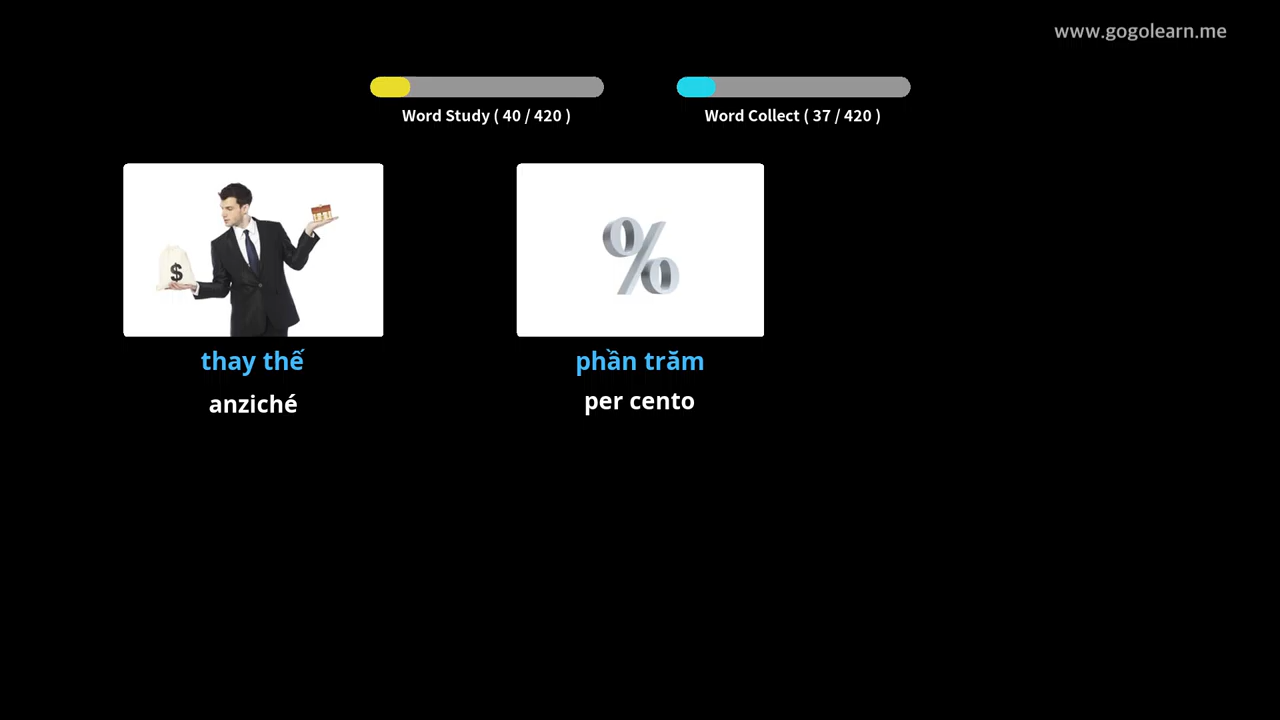 www.gogolearn.me
Word Study ( 40 / 420 )
Word Collect ( 37 / 420 )
$
%
thay thế
phần trăm
anziché
per cento